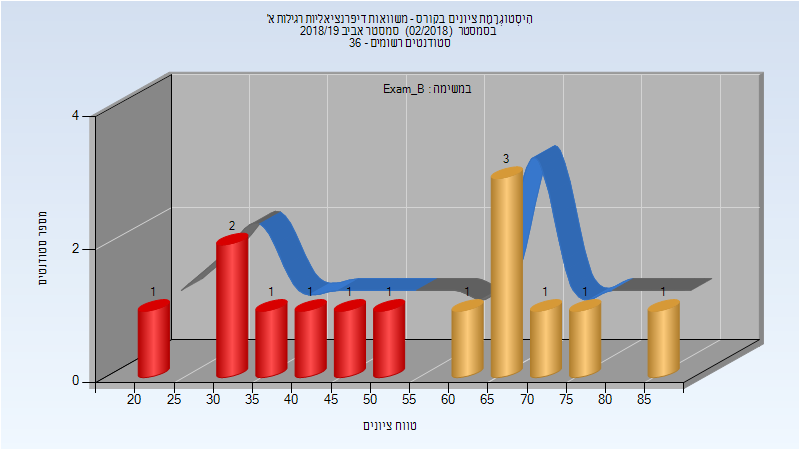 היסטוגרמת ציונים בקורס - משוואות דיפרנציאליות רגילות א'
בסמסטר (02/2018) סמסטר אביב 2018/19
סטודנטים רשומים - 36
במשימה : Exam_B
מספר סטודנטים
4
2
0
1
2
1
1
1
1
1
3
1
1
1
20 25 30 35 40 45 50 55 60 65 70 75 80 85
טווח ציונים